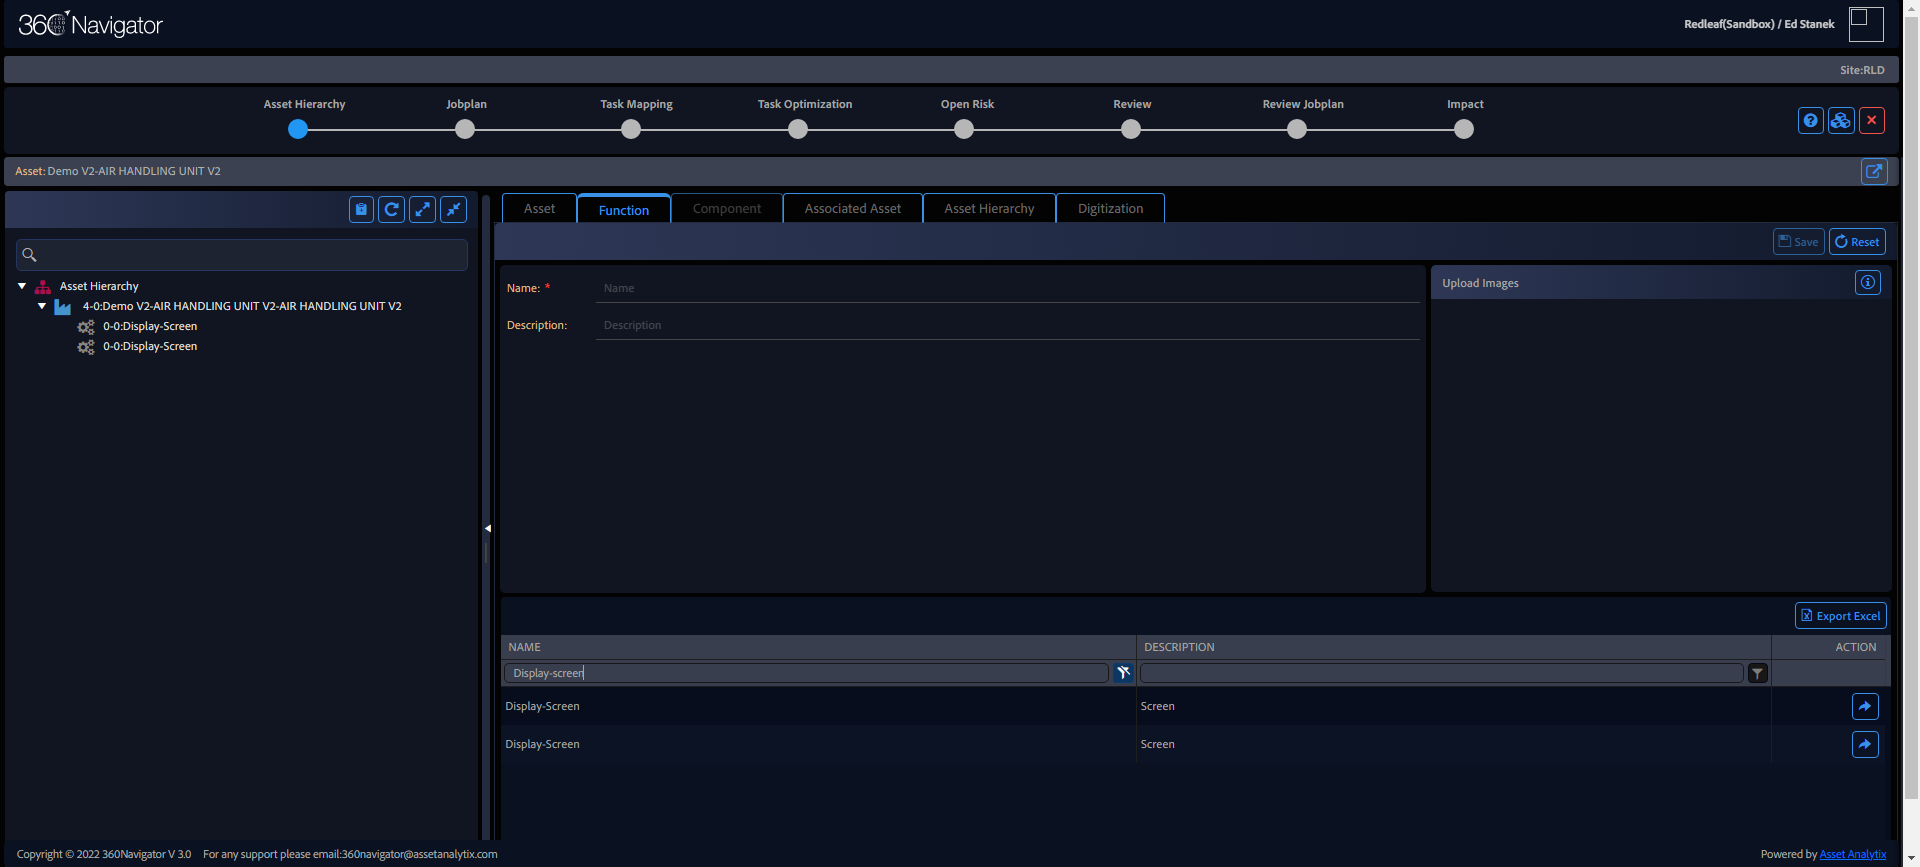 360 Navigator
Redleaf(Sandbox) / Ed Stanek
Site:RLD
Asset Hierarchy Jobplan Task Mapping Task Optimization Open Risk Review Review Jobplan Impact
Asset: Demo V2-AIR HANDLING UNIT V2
Asset Function Component Associated Asset Asset Hierarchy Digitization
Save Reset
Asset Hierarchy
4-0:Demo V2-AIR HANDLING UNIT V2-AIR HANDLING UNIT V2
0-0:Display-Screen
0-0:Display-Screen
Name: * Name
Description: Description
Upload Images
Export Excel
NAME DESCRIPTION ACTION
Display-screen
Display-Screen Screen
Display-Screen Screen
Copyright © 2022 360Navigator V 3.0 For any support please email:360navigator@assetanalytix.com Powered by Asset Analytix